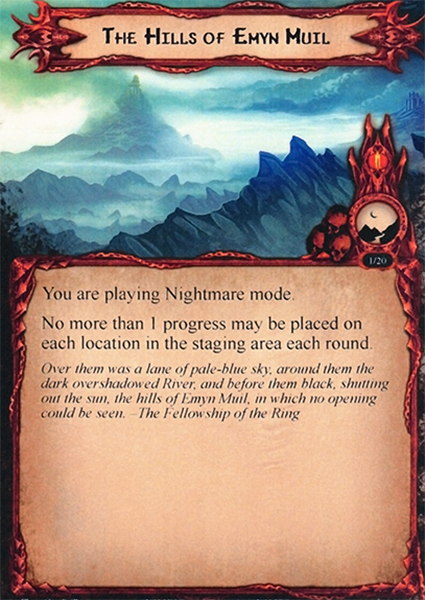 The Hills of Emyn Muil
1/20
You are playing Nightmare mode.
No more than 1 progress may be placed on
each location in the staging area each round.
Over them was a lane of pale-blue sky, around them the
dark overshadowed River, and before them black, shutting
out the sun, the hills of Emyn Muil, in which no opening
could be seen. –The Fellowship of the Ring